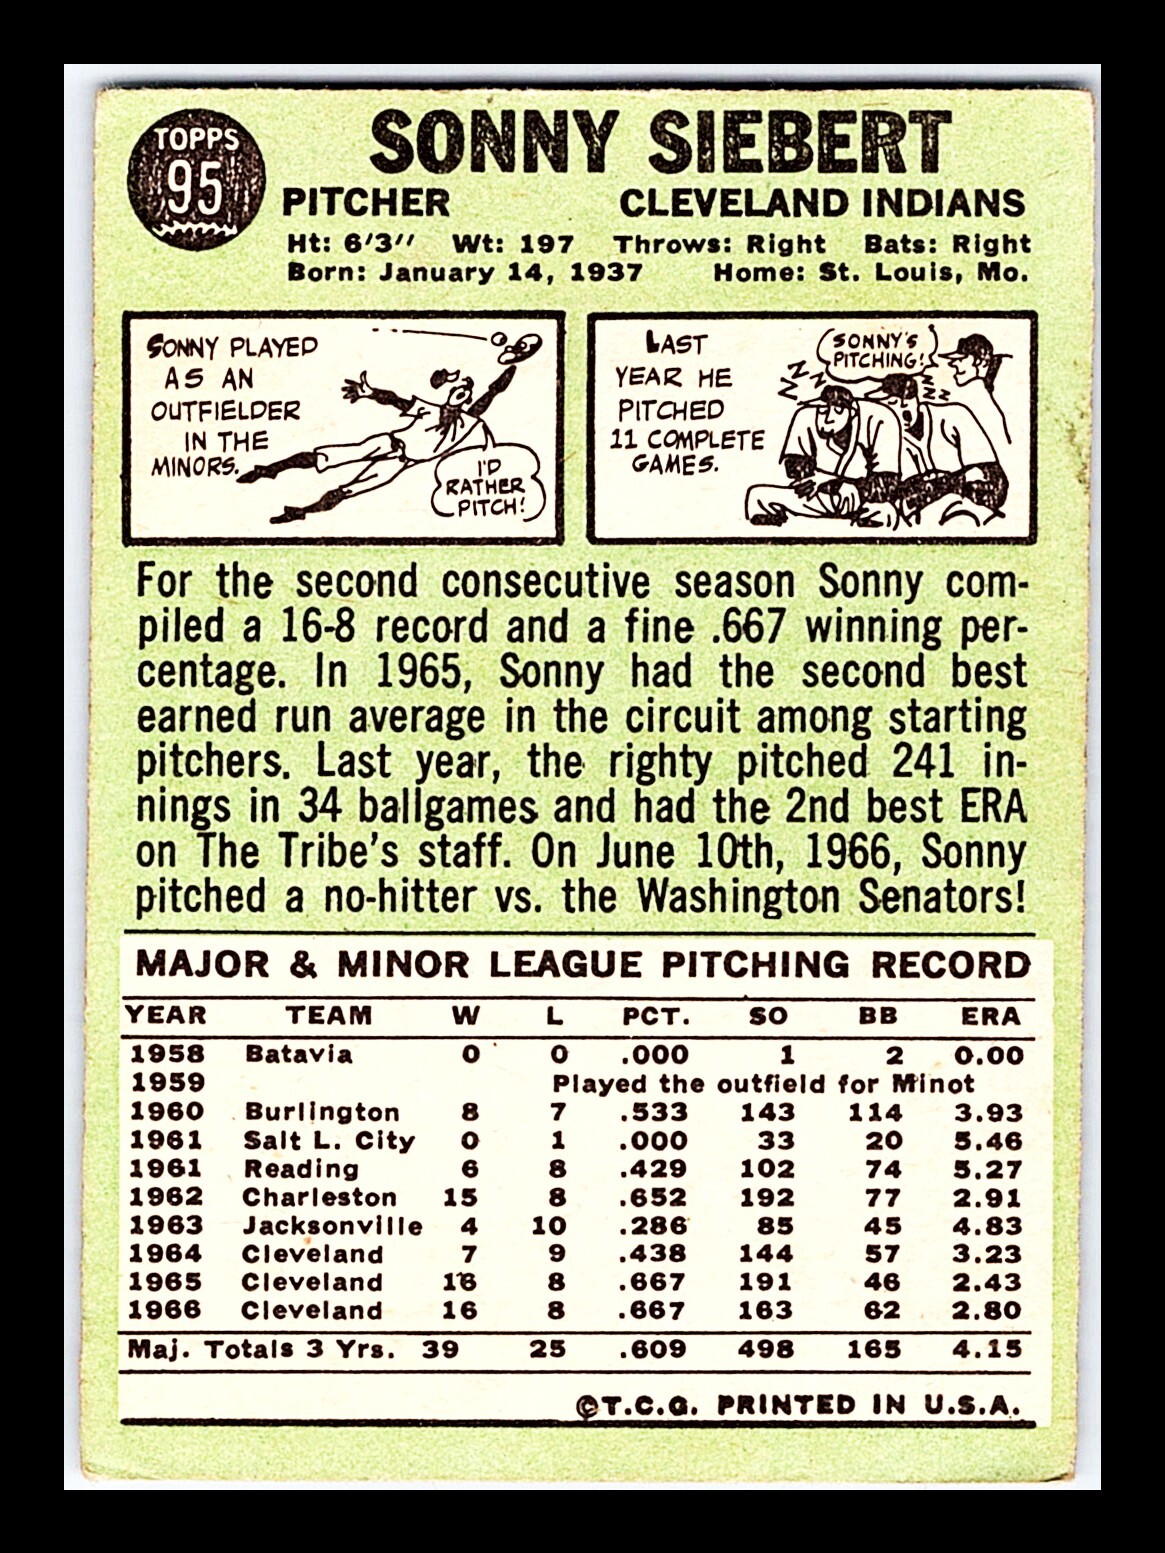 TOPPS
95
SONNY SIEBERT
PITCHER CLEVELAND INDIANS
Ht: 6'3" Wt: 197 Throws: Right Bats: Right
Born: January 14, 1937 Home: St. Louis, Mo.
SONNY PLAYED
AS AN
OUTFIELDER
IN THE
MINORS.
I'D
RATHER
PITCH!
LAST
YEAR HE
PITCHED
11 COMPLETE
GAMES.
SONNY'S
PITCHING!
Z Z Z Z
Z Z Z
For the second consecutive season Sonny com-
piled a 16-8 record and a fine .667 winning per-
centage. In 1965, Sonny had the second best
earned run average in the circuit among starting
pitchers. Last year, the righty pitched 241 in-
nings in 34 ballgames and had the 2nd best ERA
on The Tribe's staff. On June 10th, 1966, Sonny
pitched a no-hitter vs. the Washington Senators!
MAJOR & MINOR LEAGUE PITCHING RECORD
YEAR TEAM W L PCT. SO BB ERA
1958 Batavia 0 0 .000 1 2 0.00
1959 Played the outfield for Minot
1960 Burlington 8 7 .533 143 114 3.93
1961 Salt L. City 0 1 .000 33 20 5.46
1961 Reading 6 8 .429 102 74 5.27
1962 Charleston 15 8 .652 192 77 2.91
1963 Jacksonville 4 10 .286 85 45 4.83
1964 Cleveland 7 9 .438 144 57 3.23
1965 Cleveland 16 8 .667 191 46 2.43
1966 Cleveland 16 8 .667 163 62 2.80
Maj. Totals 3 Yrs. 39 25 .609 498 165 4.15
©T.C.G. PRINTED IN U.S.A.